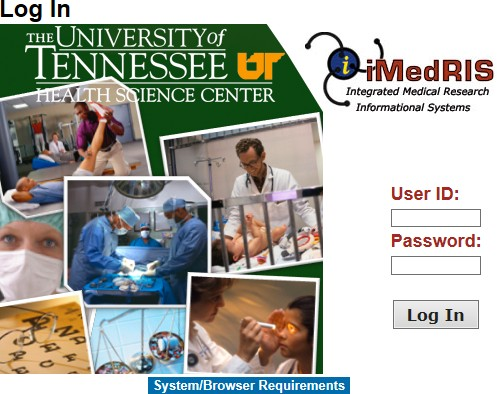 Log In
THE UNIVERSITY of
TENNESSEE UT
HEALTH SCIENCE CENTER
iMedRIS
Integrated Medical Research
Informational Systems
User ID:
Password:
Log In
System/Browser Requirements